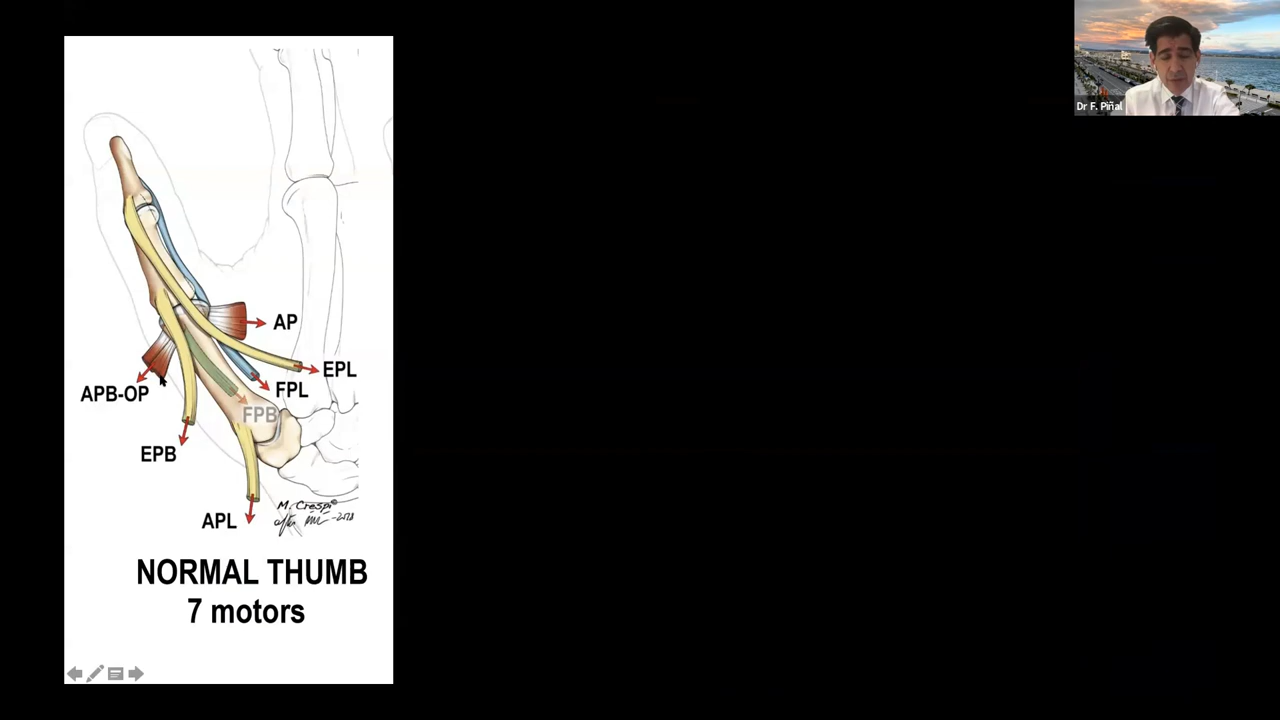 Dr F. Piñal
AP
EPL
FPL
APB-OP
FPB
EPB
APL
M. Crespi©
NORMAL THUMB
7 motors